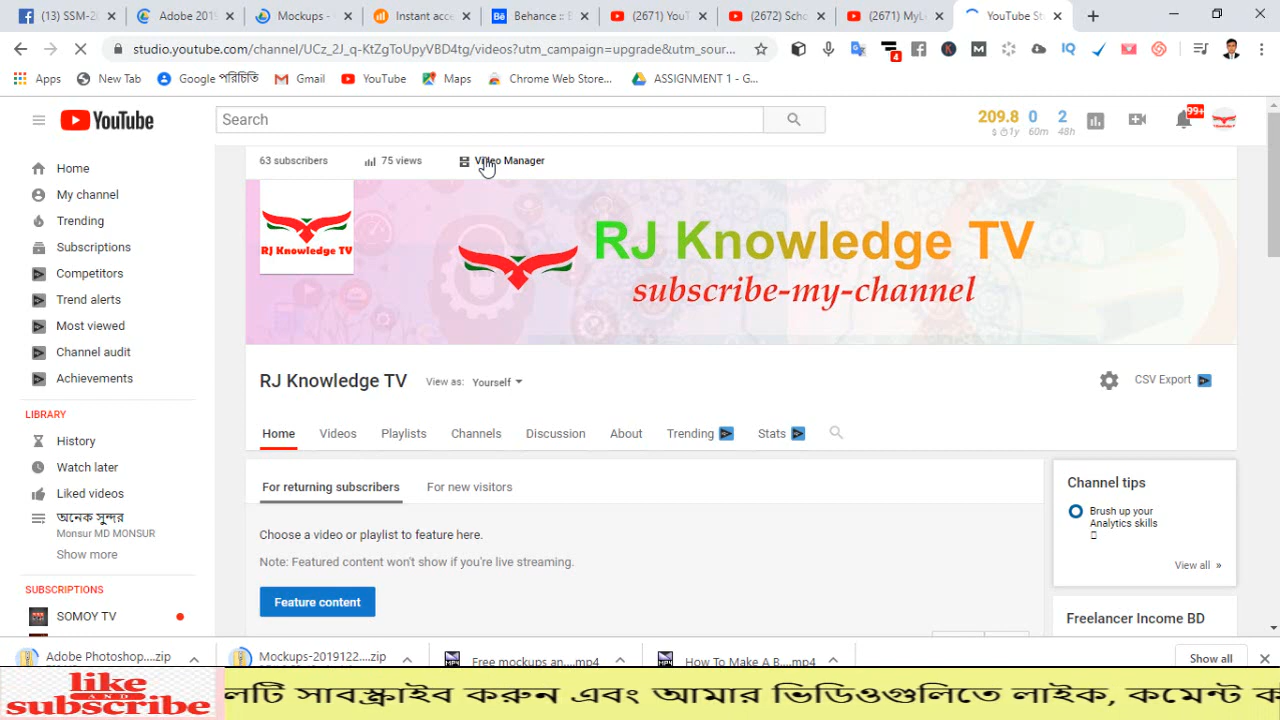 (13) SSM-20
Adobe 2019
Mockups -
Instant acce
Behance :: E
(2671) YouT
(2672) Scho
(2671) MyL
YouTube St
studio.youtube.com/channel/UCz_2J_q-KtZgToUpyVBD4tg/videos?utm_campaign=upgrade&utm_sour...
4
IQ
Apps
New Tab
Google পরিচিতি
Gmail
YouTube
Maps
Chrome Web Store...
ASSIGNMENT 1 - G...
YouTube
Search
209.8 0 2
$ 1y 60m 48h
99+
63 subscribers
75 views
Video Manager
Home
My channel
Trending
Subscriptions
Competitors
Trend alerts
Most viewed
Channel audit
Achievements
LIBRARY
History
Watch later
Liked videos
অনেক সুন্দর
Monsur MD MONSUR
Show more
SUBSCRIPTIONS
SOMOY TV
RJ Knowledge TV
RJ Knowledge TV
subscribe-my-channel
RJ Knowledge TV
View as: Yourself
CSV Export
Home
Videos
Playlists
Channels
Discussion
About
Trending
Stats
For returning subscribers
For new visitors
Choose a video or playlist to feature here.
Note: Featured content won't show if you're live streaming.
Feature content
Channel tips
Brush up your
Analytics skills
View all »
Freelancer Income BD
Adobe Photoshop....zip
Mockups-2019122....zip
Free mockups an....mp4
How To Make A B....mp4
Show all
like
AND
subscribe
লটি সাবস্ক্রাইব করুন এবং আমার ভিডিওগুলিতে লাইক, কমেন্ট ক